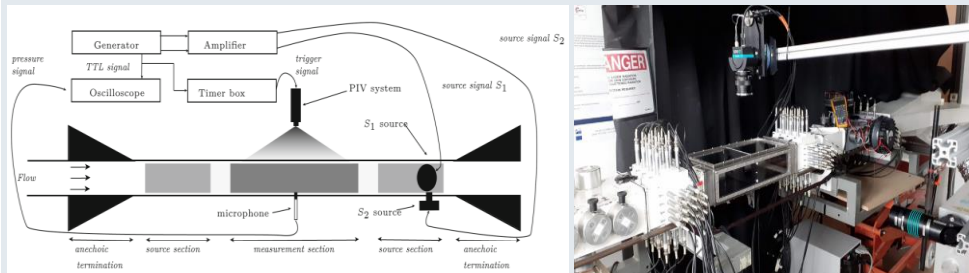 Generator
Amplifier
source signal S₂
pressure signal
TTL signal
trigger signal
source signal S₁
Oscilloscope
Timer box
PIV system
S₁ source
Flow
microphone
S₂ source
anechoic termination
source section
measurement section
source section
anechoic termination
ANGER